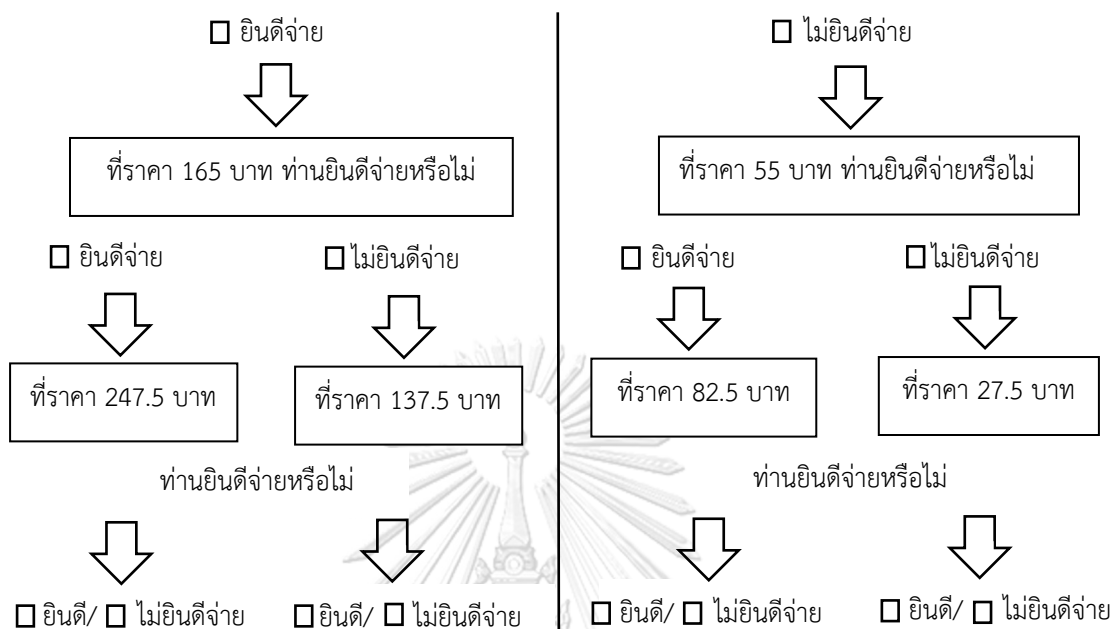 ☐ ยินดีจ่าย
☐ ไม่ยินดีจ่าย
ที่ราคา 165 บาท ท่านยินดีจ่ายหรือไม่
ที่ราคา 55 บาท ท่านยินดีจ่ายหรือไม่
☐ ยินดีจ่าย
☐ ไม่ยินดีจ่าย
☐ ยินดีจ่าย
☐ ไม่ยินดีจ่าย
ที่ราคา 247.5 บาท
ที่ราคา 137.5 บาท
ที่ราคา 82.5 บาท
ที่ราคา 27.5 บาท
ท่านยินดีจ่ายหรือไม่
ท่านยินดีจ่ายหรือไม่
☐ ยินดี/ ☐ ไม่ยินดีจ่าย
☐ ยินดี/ ☐ ไม่ยินดีจ่าย
☐ ยินดี/ ☐ ไม่ยินดีจ่าย
☐ ยินดี/ ☐ ไม่ยินดีจ่าย